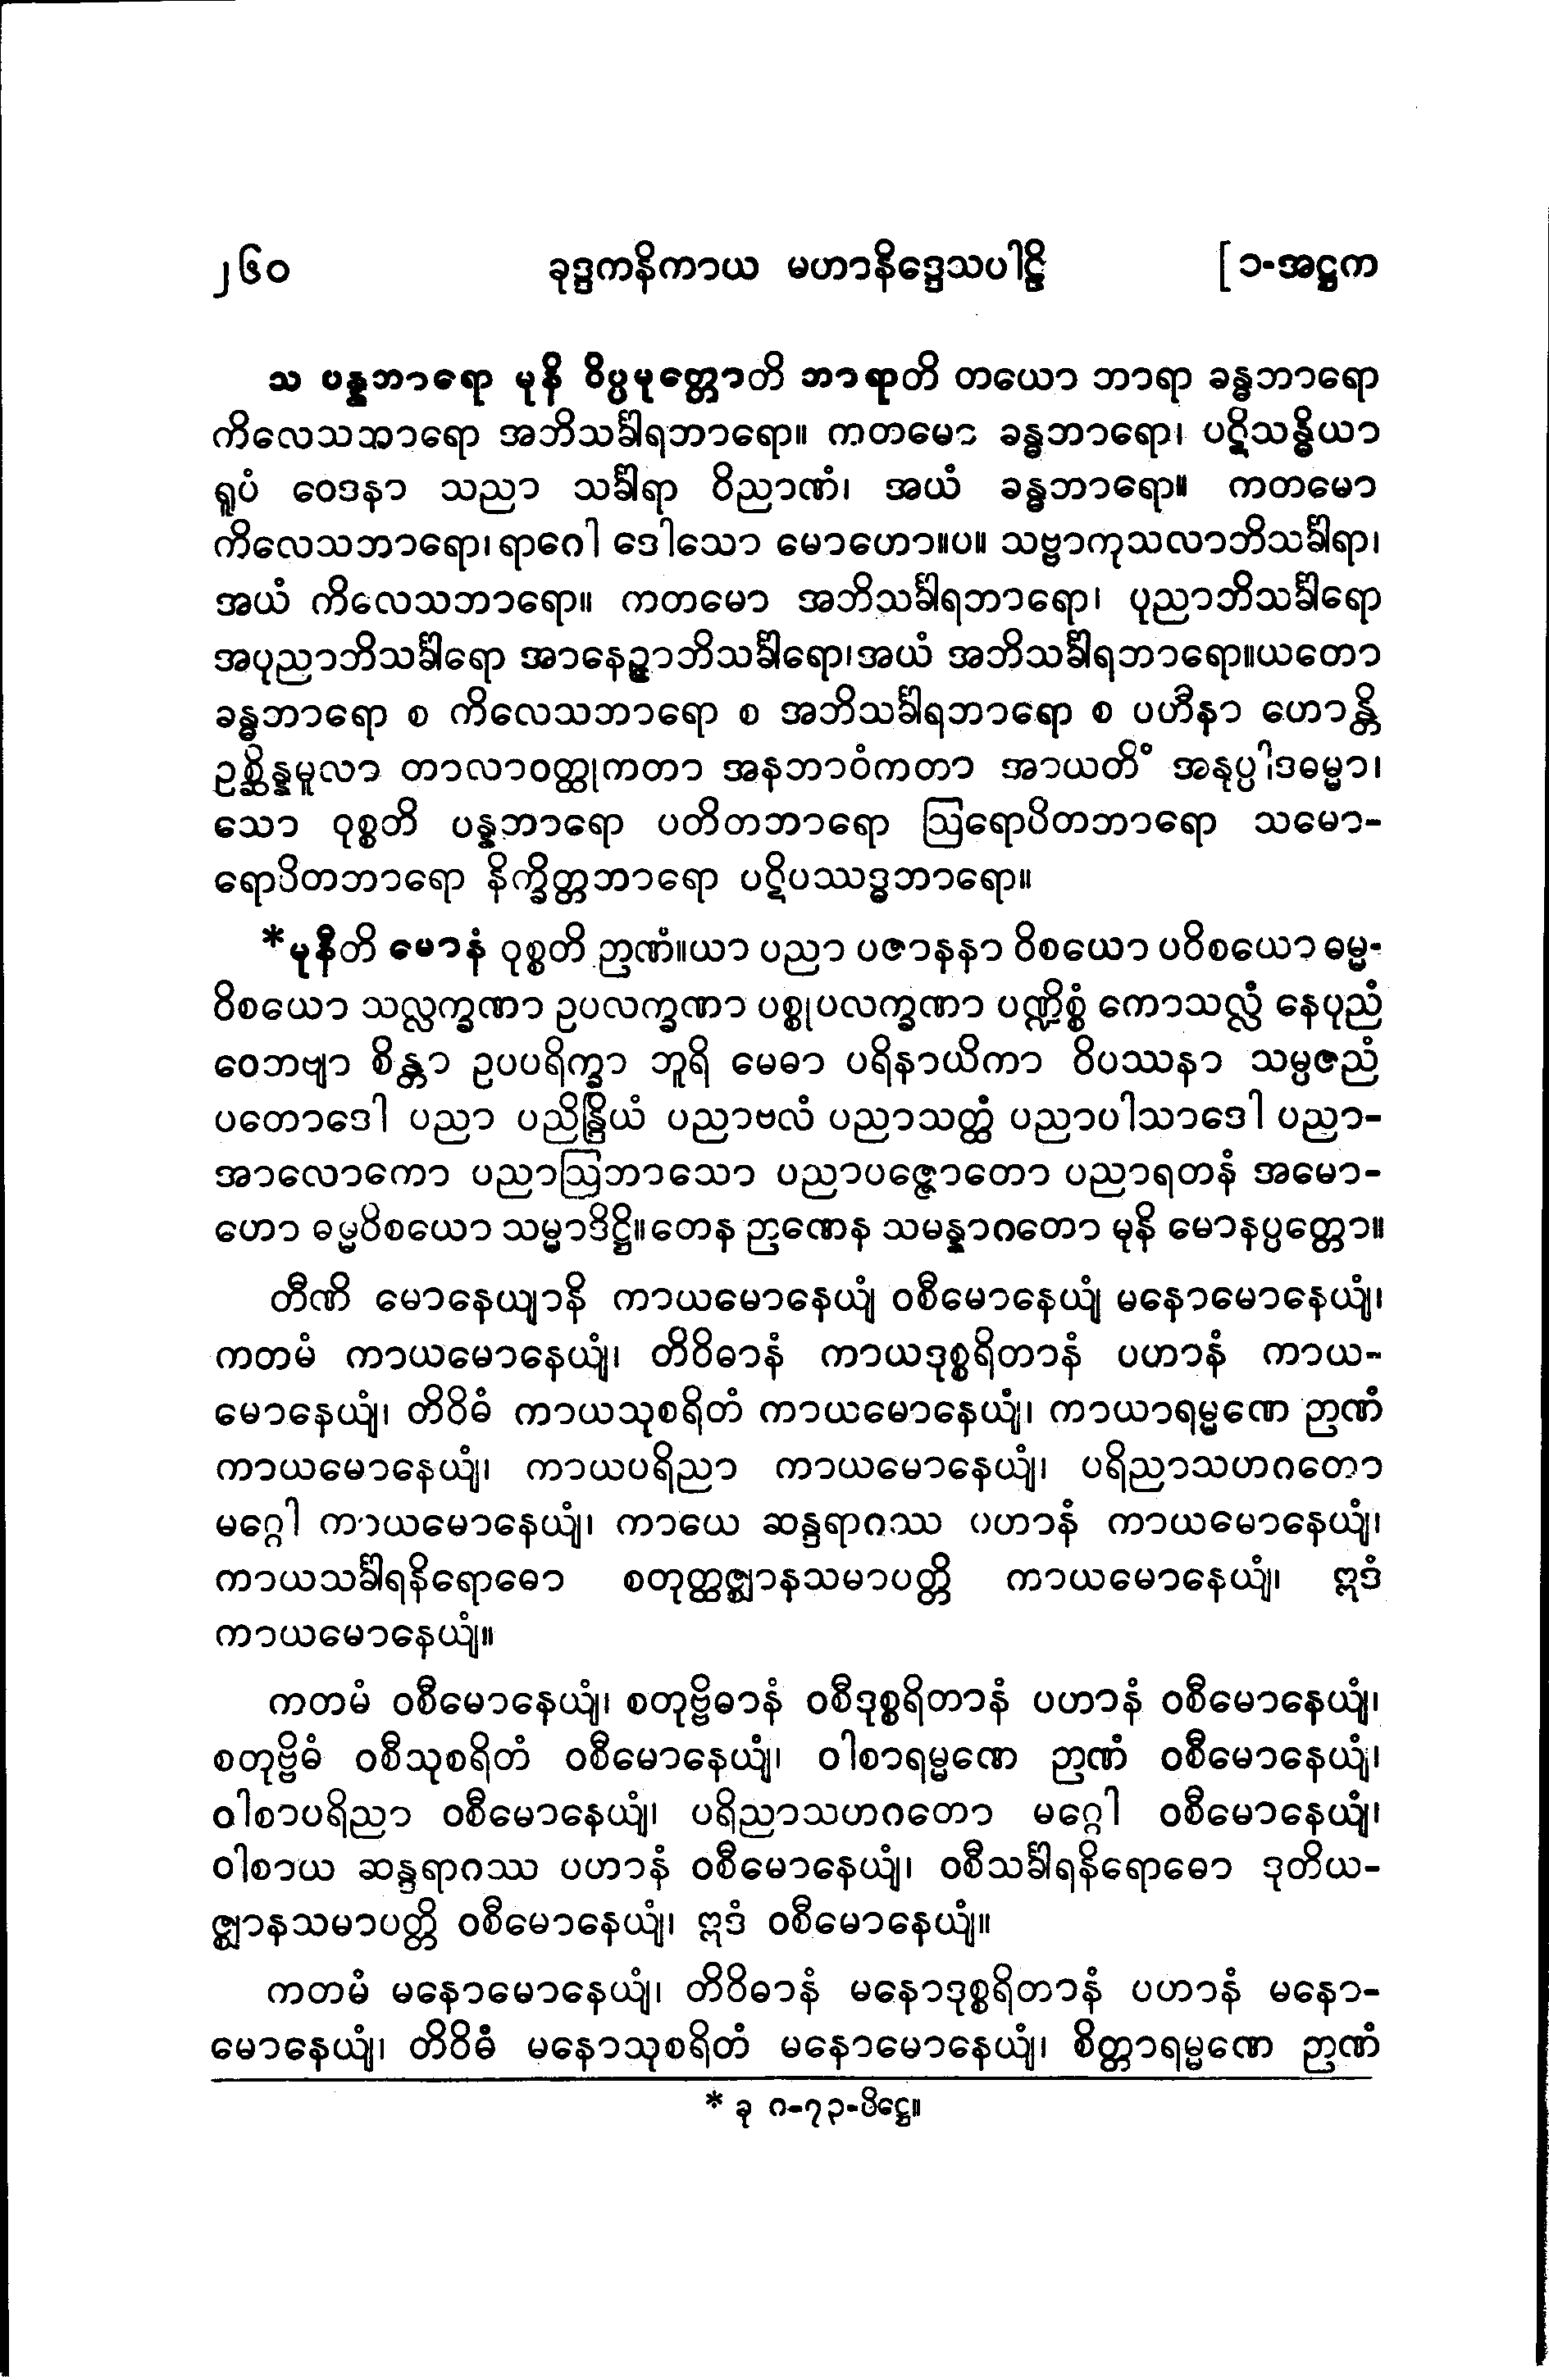 ၂၆၀ ခုဒ္ဒကနိကာယ မဟာနိဒ္ဒေသပါဠိ [ ၁-အဋ္ဌက
သ ပန္နဘာရော မုနိ ဝိပ္ပမုတ္တောတိ ဘာရာတိ တယော ဘာရာ ခန္ဓဘာရော
ကိလေသဘာရော အဘိသင်္ခါရဘာရော။ ကတမော ခန္ဓဘာရော၊ ပဋိသန္ဓိယာ
ရူပံ ဝေဒနာ သညာ သင်္ခါရာ ဝိညာဏံ၊ အယံ ခန္ဓဘာရော။ ကတမော
ကိလေသဘာရော၊ ရာဂေါ ဒေါသော မောဟော။ပ။ သဗ္ဗာကုသလာဘိသင်္ခါရာ၊
အယံ ကိလေသဘာရော။ ကတမော အဘိသင်္ခါရဘာရော၊ ပုညာဘိသင်္ခါရော
အပုညာဘိသင်္ခါရော အာနေဉ္ဇာဘိသင်္ခါရော၊အယံ အဘိသင်္ခါရဘာရော။ယတော
ခန္ဓဘာရော စ ကိလေသဘာရော စ အဘိသင်္ခါရဘာရော စ ပဟီနာ ဟောန္တိ
ဥစ္ဆိန္နမူလာ တာလာဝတ္ထုကတာ အနဘာဝံကတာ အာယတိံ အနုပ္ပါဒဓမ္မာ၊
သော ဝုစ္စတိ ပန္နဘာရော ပတိတဘာရော ဩရောပိတဘာရော သမော-
ရောပိတဘာရော နိက္ခိတ္တဘာရော ပဋိပဿဒ္ဓဘာရော။
*မုနီတိ မောနံ ဝုစ္စတိ ဉာဏံ။ယာ ပညာ ပဇာနနာ ဝိစယော ပဝိစယော ဓမ္မ-
ဝိစယော သလ္လက္ခဏာ ဥပလက္ခဏာ ပစ္စုပလက္ခဏာ ပဏ္ဍိစ္စံ ကောသလ္လံ နေပုညံ
ဝေဘဗျာ စိန္တာ ဥပပရိက္ခာ ဘူရိ မေဓာ ပရိနာယိကာ ဝိပဿနာ သမ္ပဇညံ
ပတောဒေါ ပညာ ပညိန္ဒြိယံ ပညာဗလံ ပညာသတ္ထံ ပညာပါသာဒေါ ပညာ-
အာလောကော ပညာဩဘာသော ပညာပဇ္ဇောတော ပညာရတနံ အမော-
ဟော ဓမ္မဝိစယော သမ္မာဒိဋ္ဌိ။တေန ဉာဏေန သမန္နာဂတော မုနိ မောနပ္ပတ္တော။
တီဏိ မောနေယျာနိ ကာယမောနေယျံ ဝစီမောနေယျံ မနောမောနေယျံ၊
ကတမံ ကာယမောနေယျံ၊ တိဝိဓာနံ ကာယဒုစ္စရိတာနံ ပဟာနံ ကာယ-
မောနေယျံ၊ တိဝိဓံ ကာယသုစရိတံ ကာယမောနေယျံ၊ ကာယာရမ္မဏေ ဉာဏံ
ကာယမောနေယျံ၊ ကာယပရိညာ ကာယမောနေယျံ၊ ပရိညာသဟဂတော
မဂ္ဂေါ ကာယမောနေယျံ၊ ကာယေ ဆန္ဒရာဂဿ ပဟာနံ ကာယမောနေယျံ၊
ကာယသင်္ခါရနိရောဓော စတုတ္ထဇ္ဈာနသမာပတ္တိ ကာယမောနေယျံ၊ ဣဒံ
ကာယမောနေယျံ။
ကတမံ ဝစီမောနေယျံ၊ စတုဗ္ဗိဓာနံ ဝစီဒုစ္စရိတာနံ ပဟာနံ ဝစီမောနေယျံ၊
စတုဗ္ဗိဓံ ဝစီသုစရိတံ ဝစီမောနေယျံ၊ ဝါစာရမ္မဏေ ဉာဏံ ဝစီမောနေယျံ၊
ဝါစာပရိညာ ဝစီမောနေယျံ၊ ပရိညာသဟဂတော မဂ္ဂေါ ဝစီမောနေယျံ၊
ဝါစာယ ဆန္ဒရာဂဿ ပဟာနံ ဝစီမောနေယျံ၊ ဝစီသင်္ခါရနိရောဓော ဒုတိယ-
ဇ္ဈာနသမာပတ္တိ ဝစီမောနေယျံ၊ ဣဒံ ဝစီမောနေယျံ။
ကတမံ မနောမောနေယျံ၊ တိဝိဓာနံ မနောဒုစ္စရိတာနံ ပဟာနံ မနော-
မောနေယျံ၊ တိဝိဓံ မနောသုစရိတံ မနောမောနေယျံ၊ စိတ္တာရမ္မဏေ ဉာဏံ
* ခု ဂ-၇၃-ပိဋ္ဌေ။